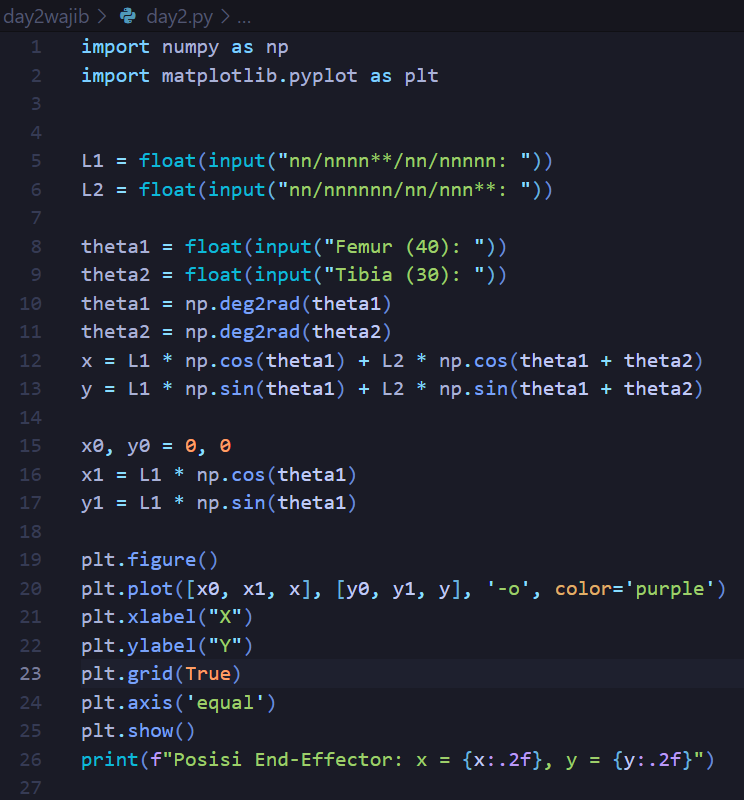 day2wajib > day2.py > ...
1 import numpy as np
2 import matplotlib.pyplot as plt
3
4
5 L1 = float(input("nn/nnnn**/nn/nnnnn: "))
6 L2 = float(input("nn/nnnnnn/nn/nnn**: "))
7
8 theta1 = float(input("Femur (40): "))
9 theta2 = float(input("Tibia (30): "))
10 theta1 = np.deg2rad(theta1)
11 theta2 = np.deg2rad(theta2)
12 x = L1 * np.cos(theta1) + L2 * np.cos(theta1 + theta2)
13 y = L1 * np.sin(theta1) + L2 * np.sin(theta1 + theta2)
14
15 x0, y0 = 0, 0
16 x1 = L1 * np.cos(theta1)
17 y1 = L1 * np.sin(theta1)
18
19 plt.figure()
20 plt.plot([x0, x1, x], [y0, y1, y], '-o', color='purple')
21 plt.xlabel("X")
22 plt.ylabel("Y")
23 plt.grid(True)
24 plt.axis('equal')
25 plt.show()
26 print(f"Posisi End-Effector: x = {x:.2f}, y = {y:.2f}")
27